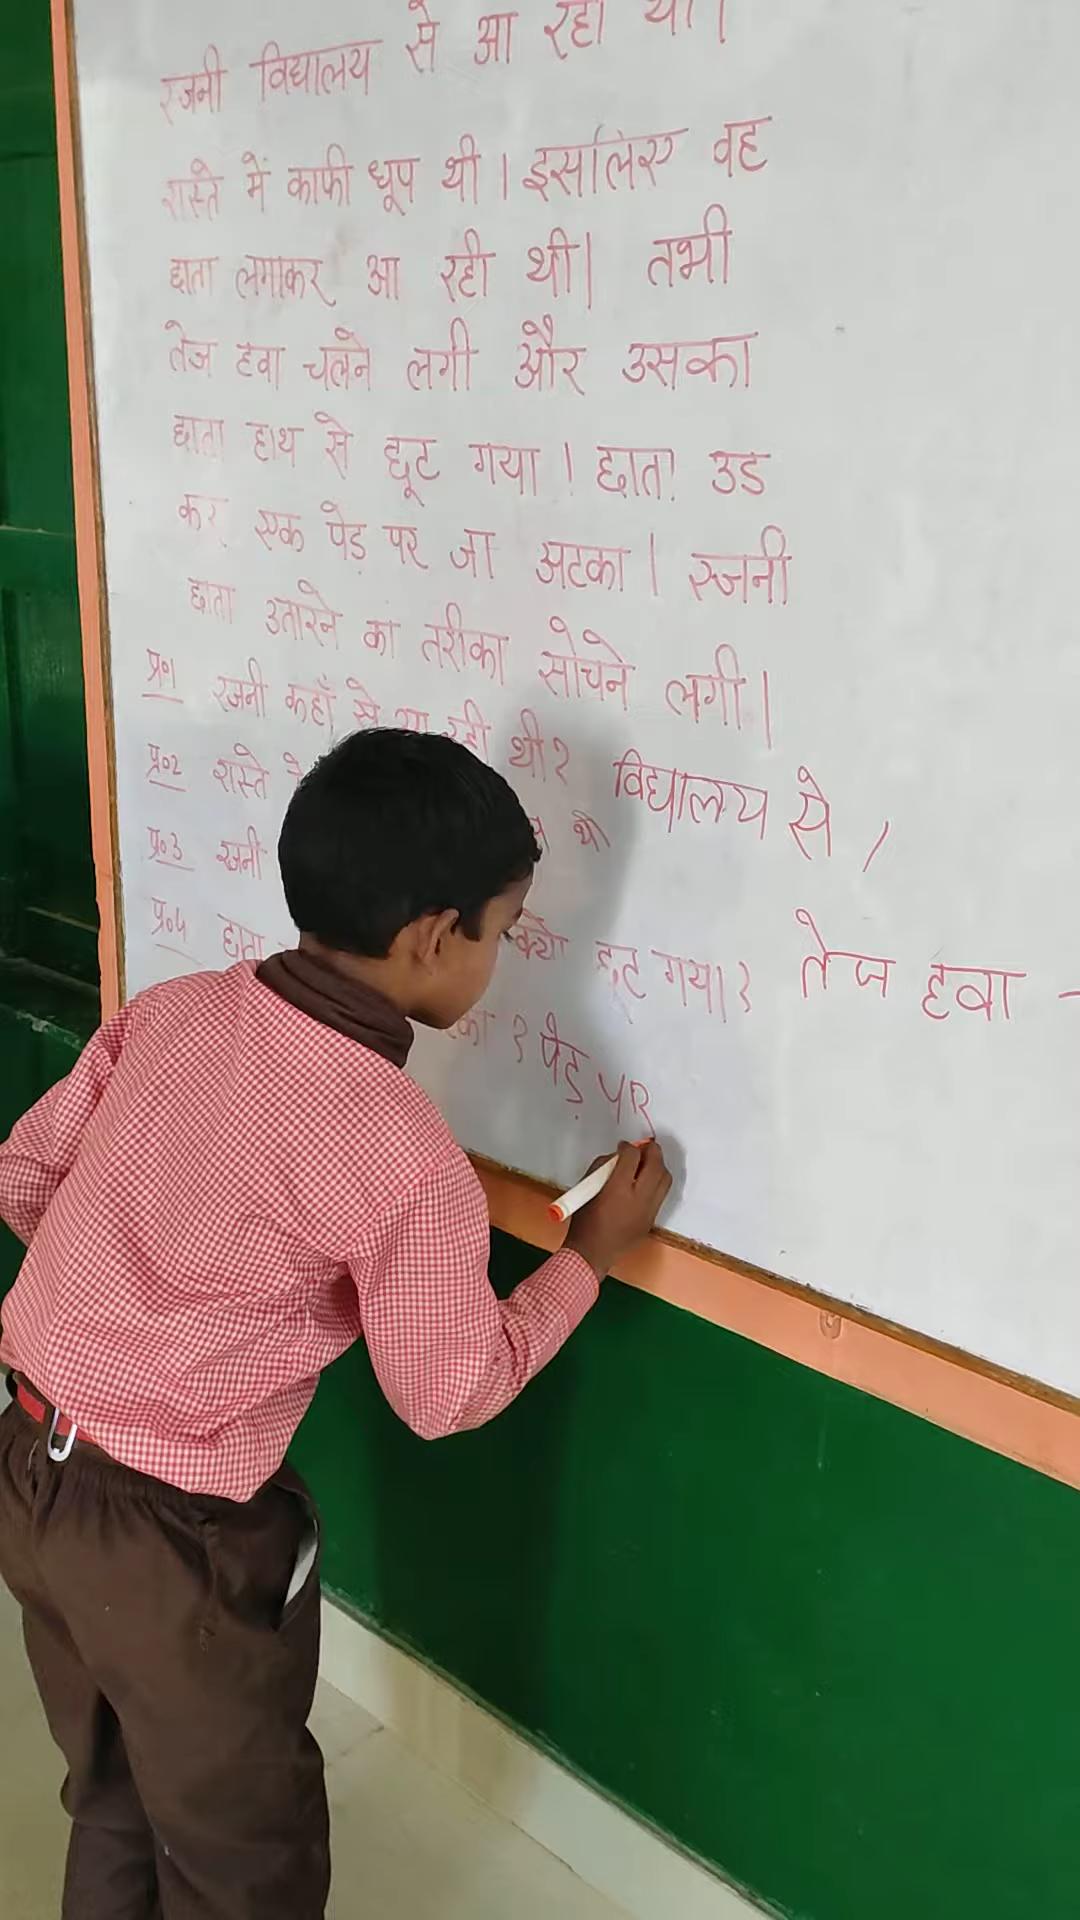 रजनी विद्यालय से आ रही थी।
रास्ते में काफी धूप थी। इसलिए वह
छाता लगाकर आ रही थी। तभी
तेज हवा चलने लगी और उसका
छाता हाथ से छूट गया। छाता उड
कर एक पेड़ पर जा अटका। रजनी
छाता उतारने का तरीका सोचने लगी।
प्र०1 रजनी कहाँ से आ रही थी? विद्यालय से।
प्र०2 रास्ते
प्र०3 रजनी थी
प्र०4 छाता क्यो छूट गया? तेज हवा -
? पेड़ पर